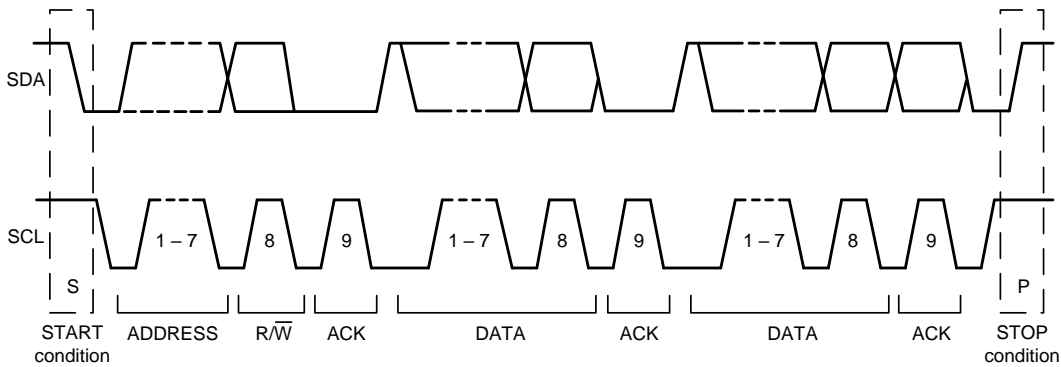 SDA
SCL
1 – 7
8
9
1 – 7
8
9
1 – 7
8
9
S
P
START
condition
ADDRESS
R/W̅
ACK
DATA
ACK
DATA
ACK
STOP
condition